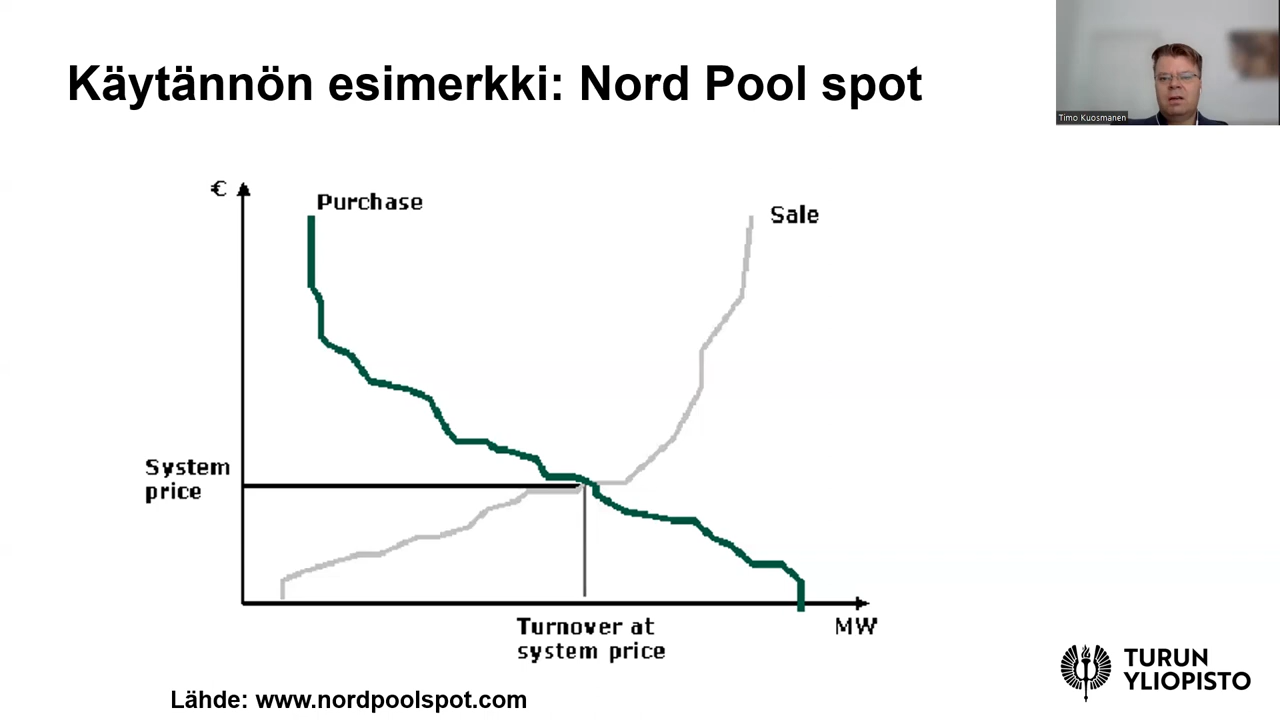 Käytännön esimerkki: Nord Pool spot
Timo Kuosmanen
€
Purchase
Sale
System
price
Turnover at
system price
MW
TURUN
YLIOPISTO
Lähde: www.nordpoolspot.com